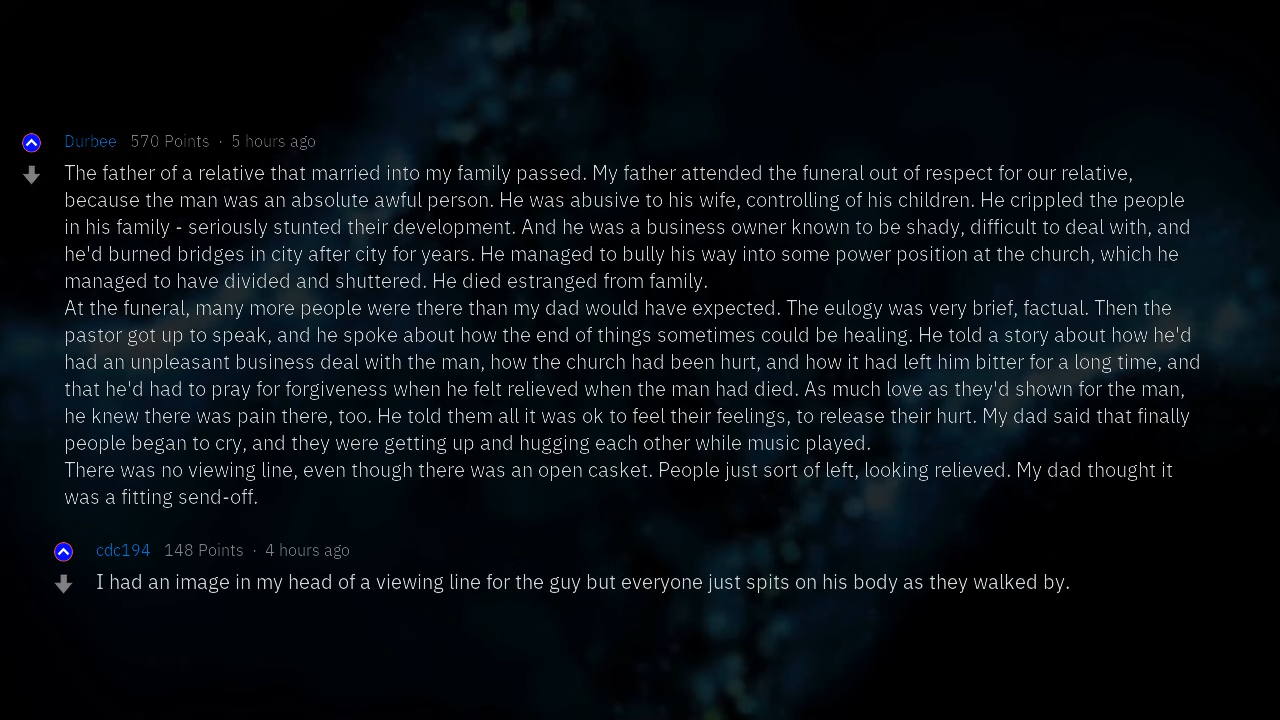 Durbee 570 Points · 5 hours ago
The father of a relative that married into my family passed. My father attended the funeral out of respect for our relative,
because the man was an absolute awful person. He was abusive to his wife, controlling of his children. He crippled the people
in his family - seriously stunted their development. And he was a business owner known to be shady, difficult to deal with, and
he'd burned bridges in city after city for years. He managed to bully his way into some power position at the church, which he
managed to have divided and shuttered. He died estranged from family.
At the funeral, many more people were there than my dad would have expected. The eulogy was very brief, factual. Then the
pastor got up to speak, and he spoke about how the end of things sometimes could be healing. He told a story about how he'd
had an unpleasant business deal with the man, how the church had been hurt, and how it had left him bitter for a long time, and
that he'd had to pray for forgiveness when he felt relieved when the man had died. As much love as they'd shown for the man,
he knew there was pain there, too. He told them all it was ok to feel their feelings, to release their hurt. My dad said that finally
people began to cry, and they were getting up and hugging each other while music played.
There was no viewing line, even though there was an open casket. People just sort of left, looking relieved. My dad thought it
was a fitting send-off.
cdc194 148 Points · 4 hours ago
I had an image in my head of a viewing line for the guy but everyone just spits on his body as they walked by.